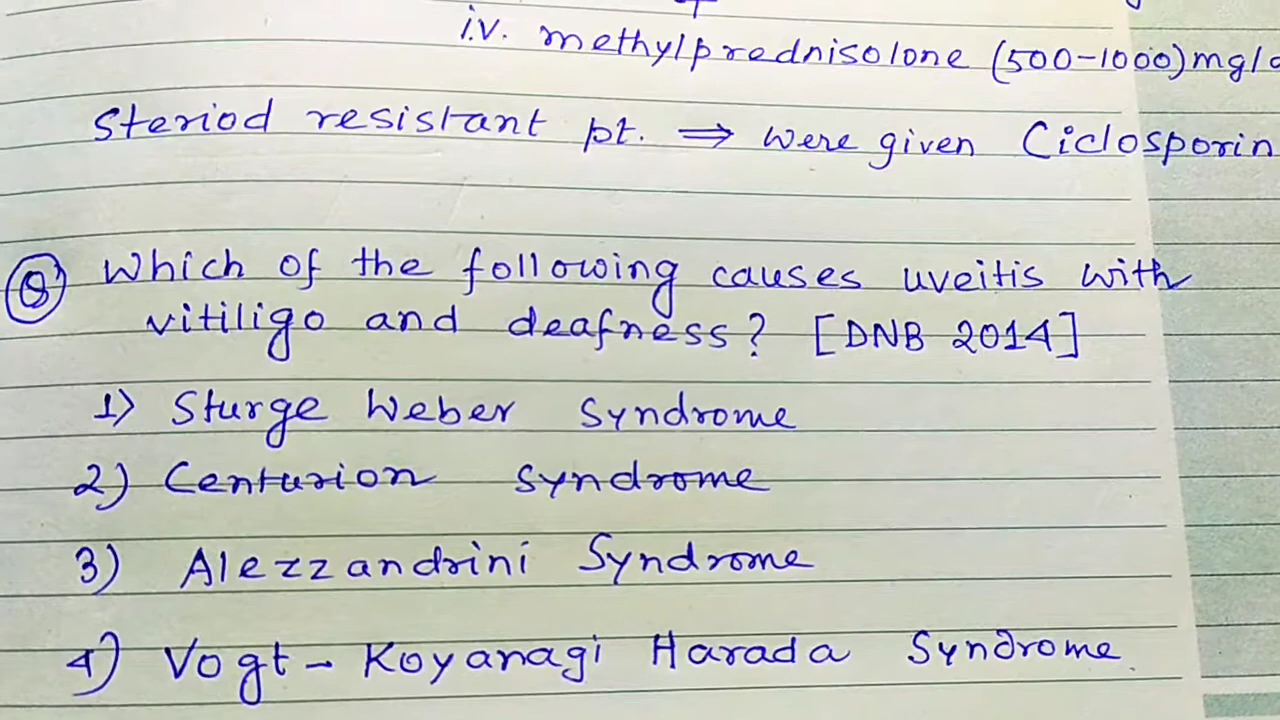 i.v. methylprednisolone (500-1000)mg/d
Steriod resistant pt. ⇒ were given Ciclosporin
Q Which of the following causes uveitis with
vitiligo and deafness? [DNB 2014]
1) Sturge Weber Syndrome
2) Centurion Syndrome
3) Alezzandrini Syndrome
4) Vogt - Koyanagi Harada Syndrome.